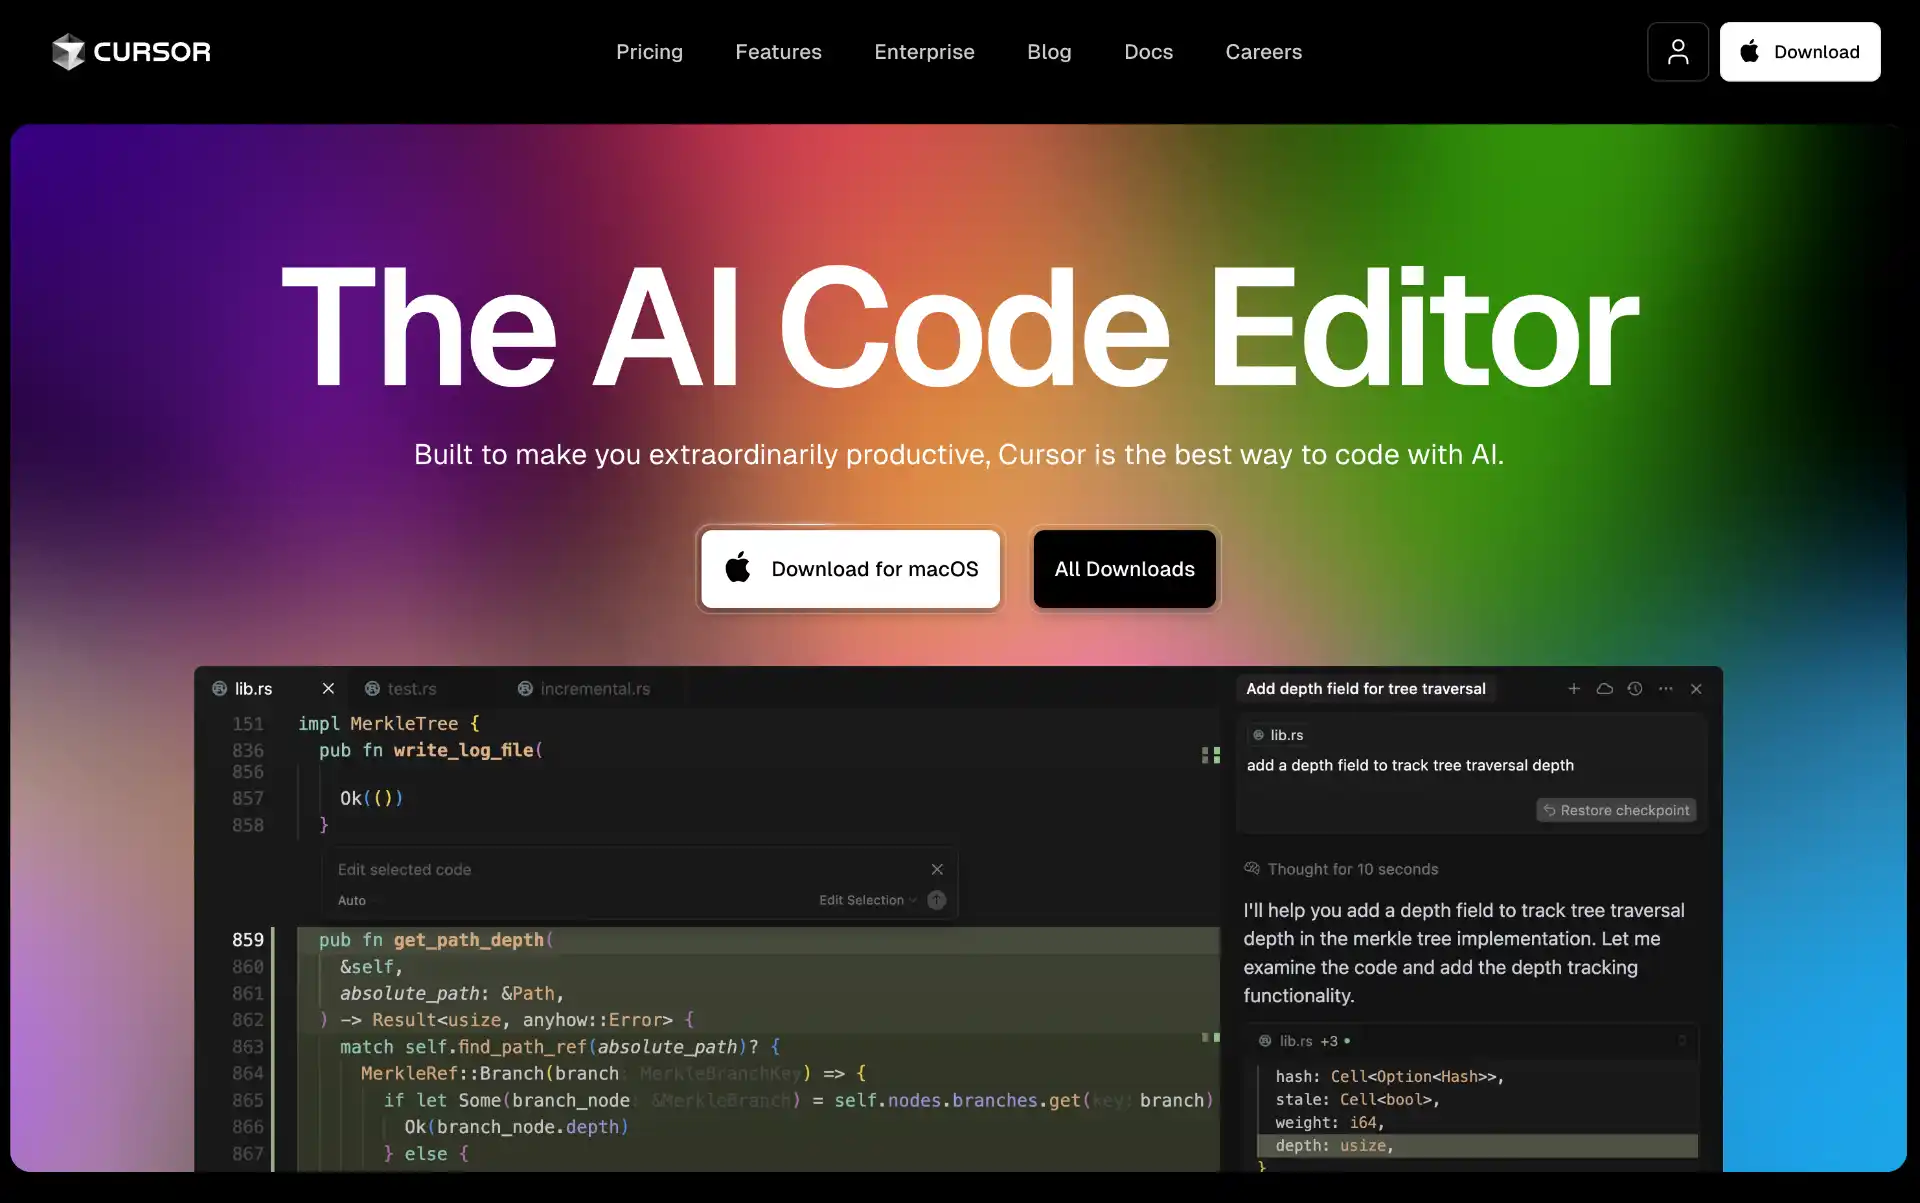 CURSOR
Pricing Features Enterprise Blog Docs Careers
Download
The AI Code Editor
Built to make you extraordinarily productive, Cursor is the best way to code with AI.
Download for macOS
All Downloads
lib.rs
test.rs
incremental.rs
151 impl MerkleTree {
836 pub fn write_log_file(
856
857 Ok(())
858 }
Edit selected code
Auto
Edit Selection
859 pub fn get_path_depth(
860 &self,
861 absolute_path: &Path,
862 ) -> Result<usize, anyhow::Error> {
863 match self.find_path_ref(absolute_path)? {
864 MerkleRef::Branch(branch: MerkleBranchKey) => {
865 if let Some(branch_node: &MerkleBranch) = self.nodes.branches.get(key: branch)
866 Ok(branch_node.depth)
867 } else {
Add depth field for tree traversal
lib.rs
add a depth field to track tree traversal depth
Restore checkpoint
Thought for 10 seconds
I'll help you add a depth field to track tree traversal
depth in the merkle tree implementation. Let me
examine the code and add the depth tracking
functionality.
lib.rs +3
hash: Cell<Option<Hash>>,
stale: Cell<bool>,
weight: i64,
depth: usize,
}